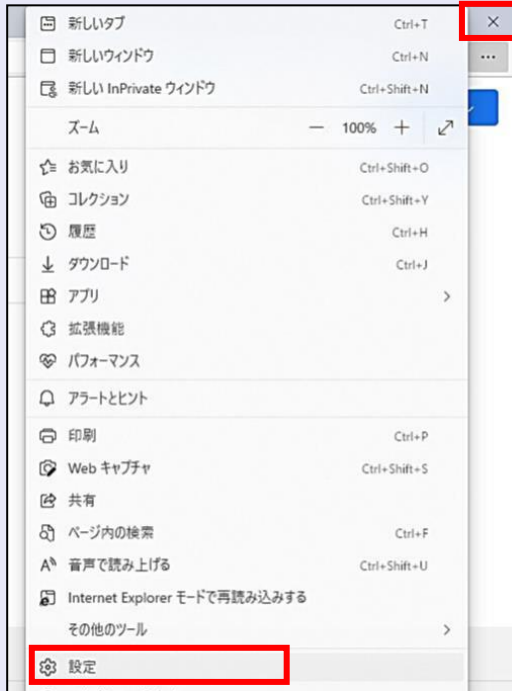 新しいタブ Ctrl+T
新しいウィンドウ Ctrl+N
新しい InPrivate ウィンドウ Ctrl+Shift+N
ズーム — 100% +
お気に入り Ctrl+Shift+O
コレクション Ctrl+Shift+Y
履歴 Ctrl+H
ダウンロード Ctrl+J
アプリ
拡張機能
パフォーマンス
アラートとヒント
印刷 Ctrl+P
Web キャプチャ Ctrl+Shift+S
共有
ページ内の検索 Ctrl+F
音声で読み上げる Ctrl+Shift+U
Internet Explorer モードで再読み込みする
その他のツール
設定